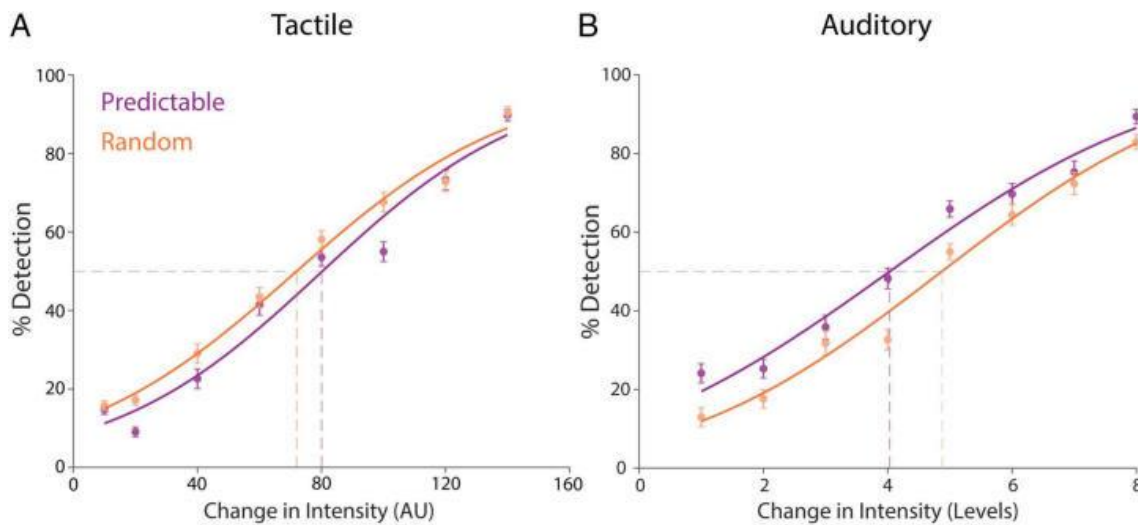 A
Tactile
100
80
60
40
20
0
% Detection
Predictable
Random
0
40
80
120
160
Change in Intensity (AU)
B
Auditory
100
80
60
40
20
0
% Detection
0
2
4
6
8
Change in Intensity (Levels)